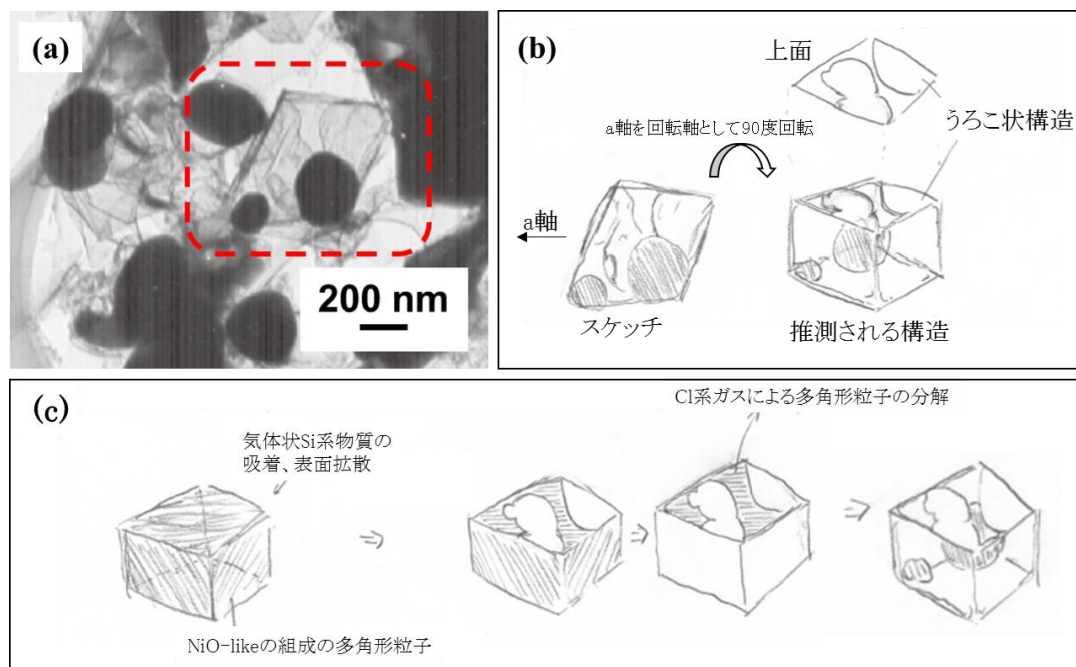 (a)
200 nm
(b)
上面
うろこ状構造
a軸を回転軸として90度回転
a軸
スケッチ
推測される構造
(c)
Cl系ガスによる多角形粒子の分解
気体状Si系物質の
吸着、表面拡散
NiO-likeの組成の多角形粒子